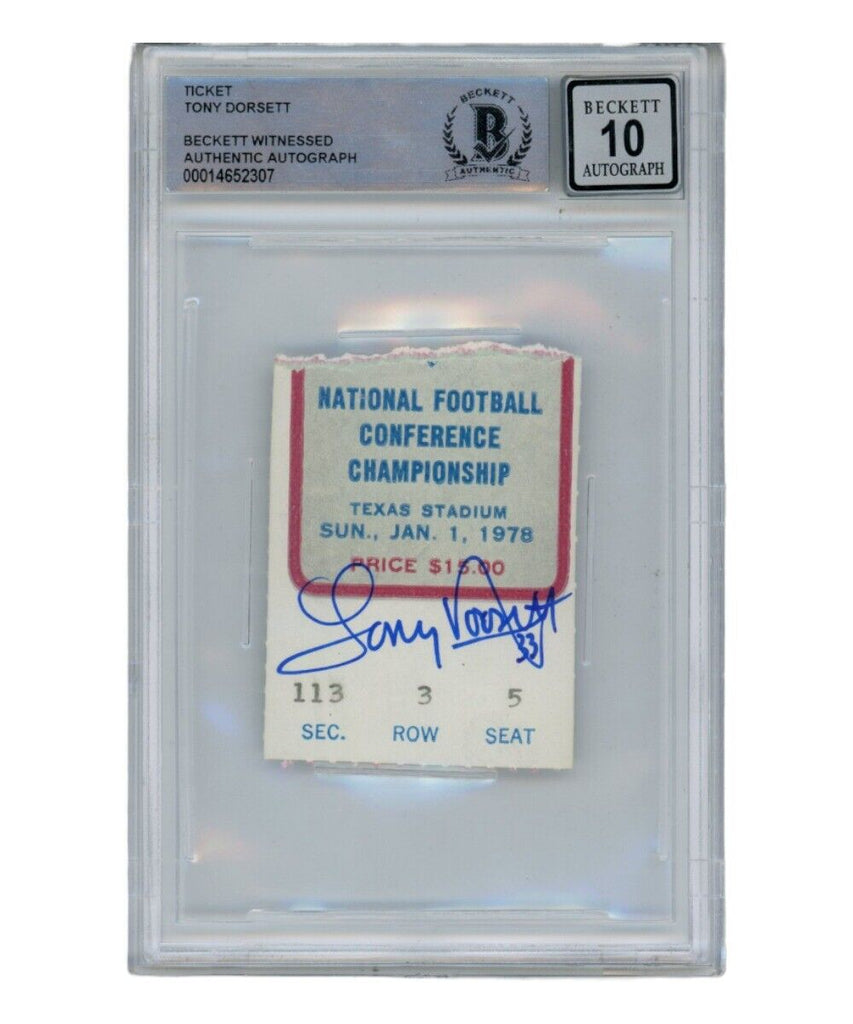 TICKET
TONY DORSETT
BECKETT WITNESSED
AUTHENTIC AUTOGRAPH
00014652307
BECKETT
B
AUTHENTIC
BECKETT
10
AUTOGRAPH
NATIONAL FOOTBALL
CONFERENCE
CHAMPIONSHIP
TEXAS STADIUM
SUN., JAN. 1, 1978
PRICE $15.00
Tony Dorsett
33
113 3 5
SEC. ROW SEAT